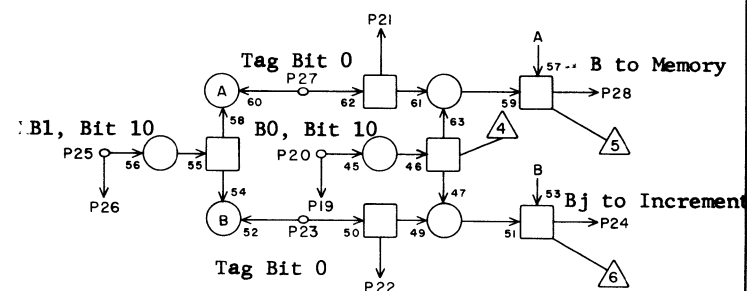 P21
A
Tag Bit 0
57 B to Memory
P27
A
60
62
61
59
P28
58
63
4
5
B1, Bit 10
B0, Bit 10
P25
56
55
P20
45
46
P26
54
P19
47
B
53
Bj to Increment
B
52
P23
50
49
51
P24
Tag Bit 0
P22
6